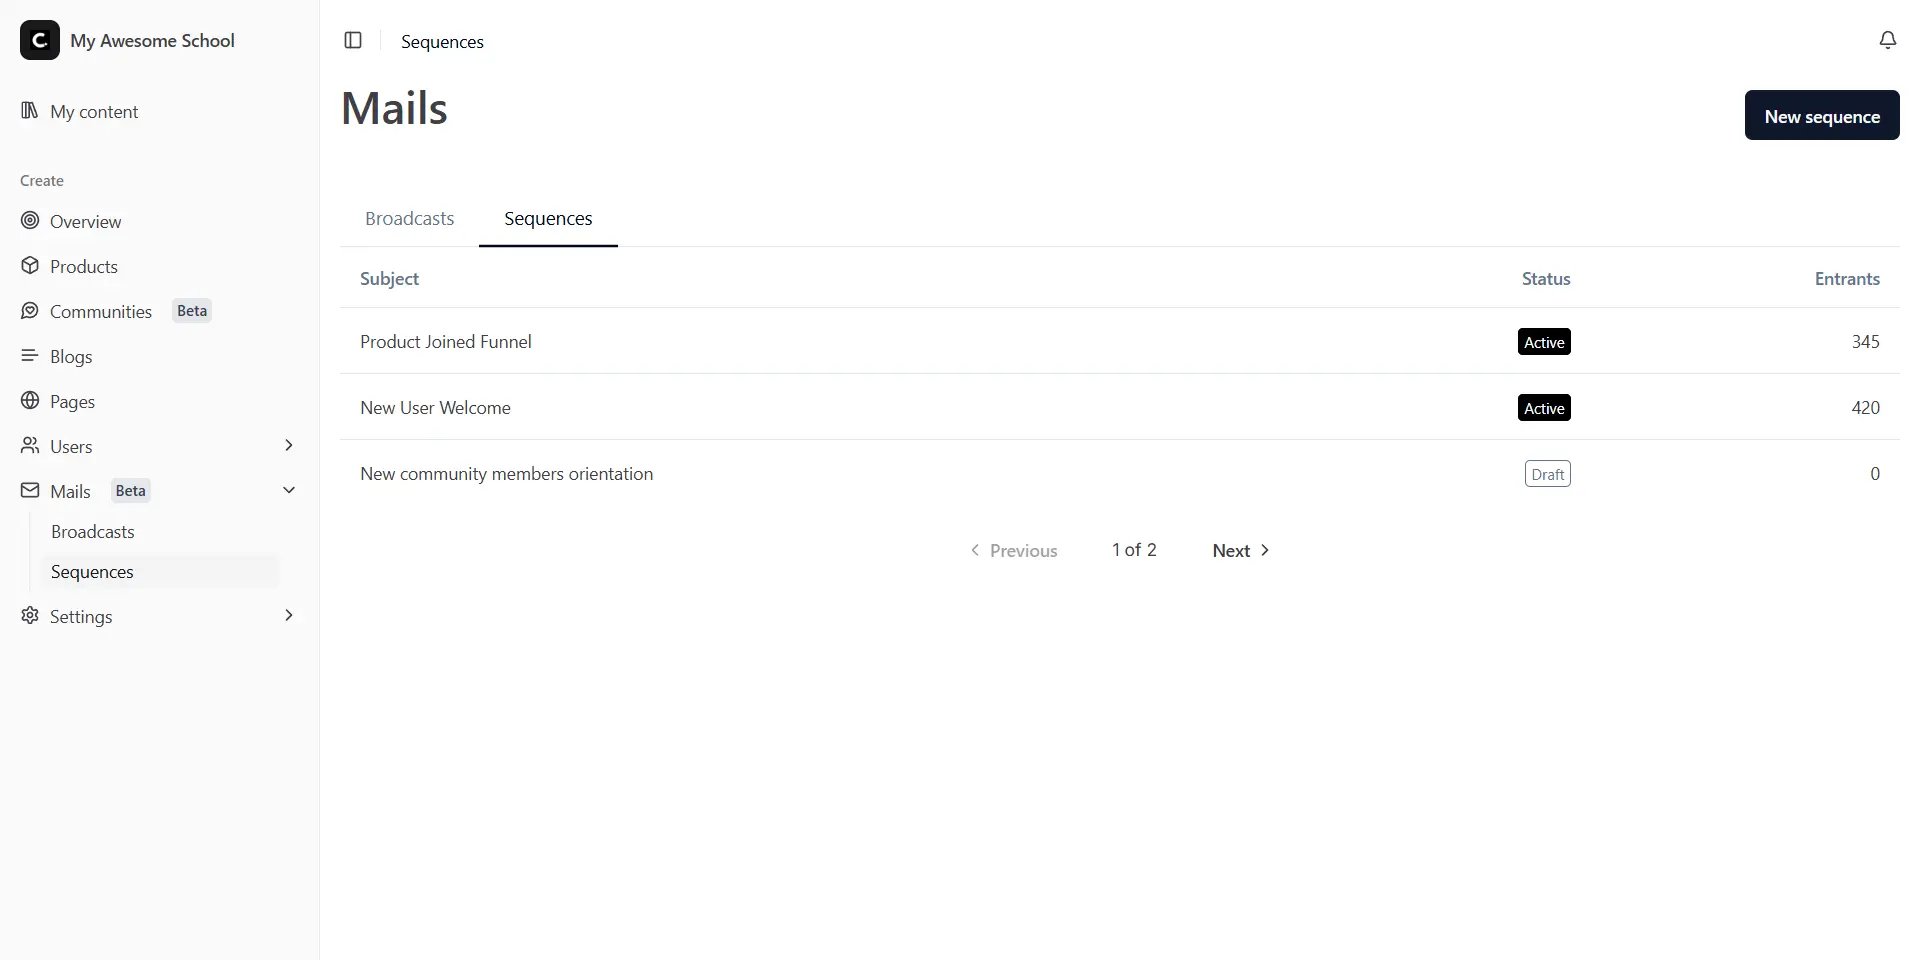 C.
My Awesome School
My content
Create
Overview
Products
Communities Beta
Blogs
Pages
Users
Mails Beta
Broadcasts
Sequences
Settings
Sequences
Mails
New sequence
Broadcasts Sequences
Subject Status Entrants
Product Joined Funnel Active 345
New User Welcome Active 420
New community members orientation Draft 0
Previous 1 of 2 Next